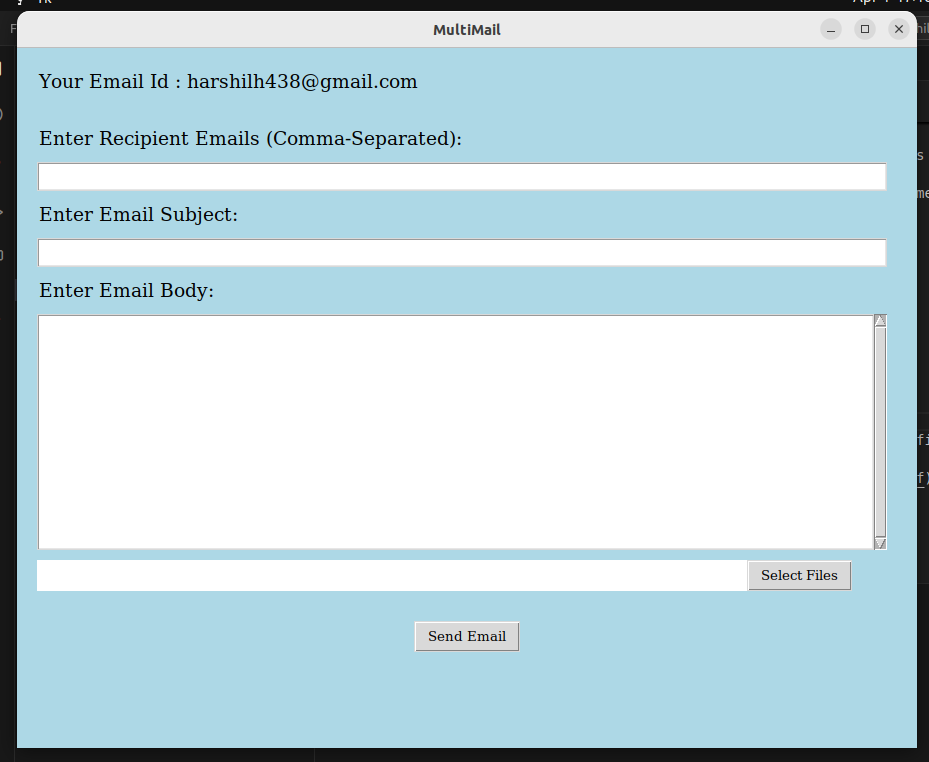 MultiMail
Your Email Id : harshilh438@gmail.com
Enter Recipient Emails (Comma-Separated):
Enter Email Subject:
Enter Email Body:
Select Files
Send Email